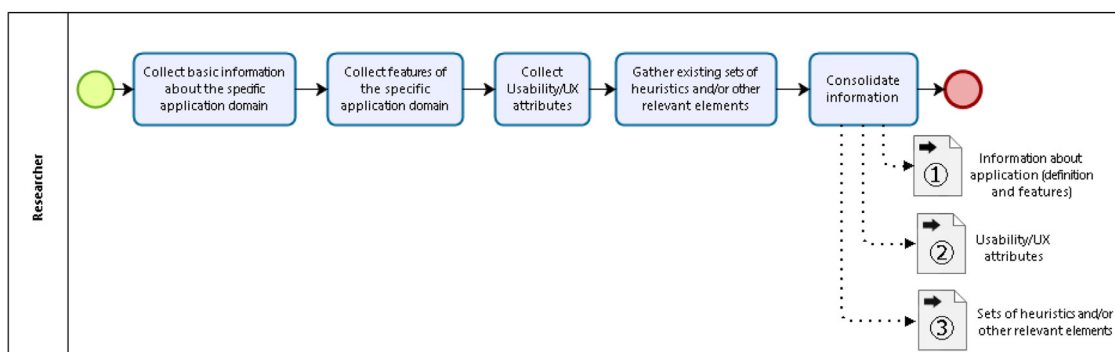 Researcher
Collect basic information
about the specific
application domain
Collect features of
the specific
application domain
Collect
Usability/UX
attributes
Gather existing sets of
heuristics and/or other
relevant elements
Consolidate
information
1
Information about
application (definition
and features)
2
Usability/UX
attributes
3
Sets of heuristics and/or
other relevant elements